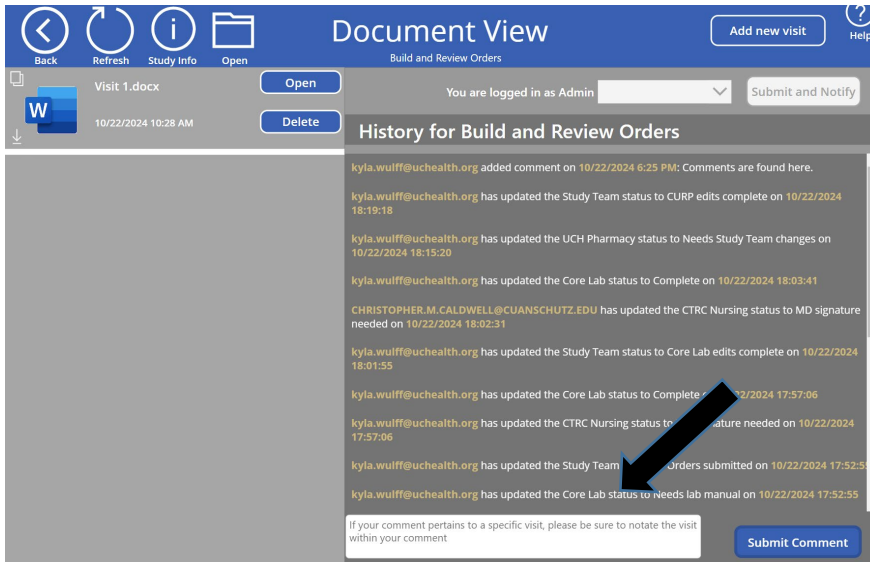 Document View
Build and Review Orders
Back
Refresh
Study Info
Open
Add new visit
Help
Visit 1.docx
10/22/2024 10:28 AM
Open
Delete
W
You are logged in as Admin
Submit and Notify
History for Build and Review Orders
kyla.wulff@uchealth.org added comment on 10/22/2024 6:25 PM: Comments are found here.
kyla.wulff@uchealth.org has updated the Study Team status to CURP edits complete on 10/22/2024
18:19:18
kyla.wulff@uchealth.org has updated the UCH Pharmacy status to Needs Study Team changes on
10/22/2024 18:15:20
kyla.wulff@uchealth.org has updated the Core Lab status to Complete on 10/22/2024 18:03:41
CHRISTOPHER.M.CALDWELL@CUANSCHUTZ.EDU has updated the CTRC Nursing status to MD signature
needed on 10/22/2024 18:02:31
kyla.wulff@uchealth.org has updated the Study Team status to Core Lab edits complete on 10/22/2024
18:01:55
kyla.wulff@uchealth.org has updated the Core Lab status to Complete 2/2024 17:57:06
kyla.wulff@uchealth.org has updated the CTRC Nursing status to needed on 10/22/2024
17:57:06
kyla.wulff@uchealth.org has updated the Study Team Orders submitted on 10/22/2024 17:52:5
kyla.wulff@uchealth.org has updated the Core Lab status to Needs lab manual on 10/22/2024 17:52:55
If your comment pertains to a specific visit, please be sure to notate the visit
within your comment
Submit Comment